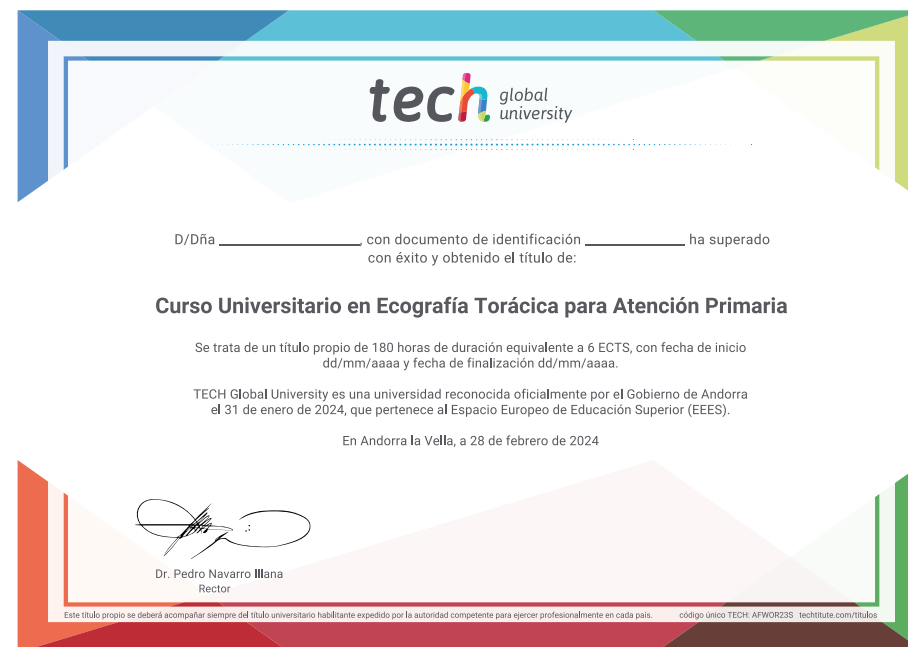 tech global university
D/Dña ______________, con documento de identificación ____________ ha superado
con éxito y obtenido el título de:
Curso Universitario en Ecografía Torácica para Atención Primaria
Se trata de un título propio de 180 horas de duración equivalente a 6 ECTS, con fecha de inicio
dd/mm/aaaa y fecha de finalización dd/mm/aaaa.
TECH Global University es una universidad reconocida oficialmente por el Gobierno de Andorra
el 31 de enero de 2024, que pertenece al Espacio Europeo de Educación Superior (EEES).
En Andorra la Vella, a 28 de febrero de 2024
Dr. Pedro Navarro Illana
Rector
Este título propio se deberá acompañar siempre del título universitario habilitante expedido por la autoridad competente para ejercer profesionalmente en cada país. código único TECH: AFWOR23S techtitute.com/titulos